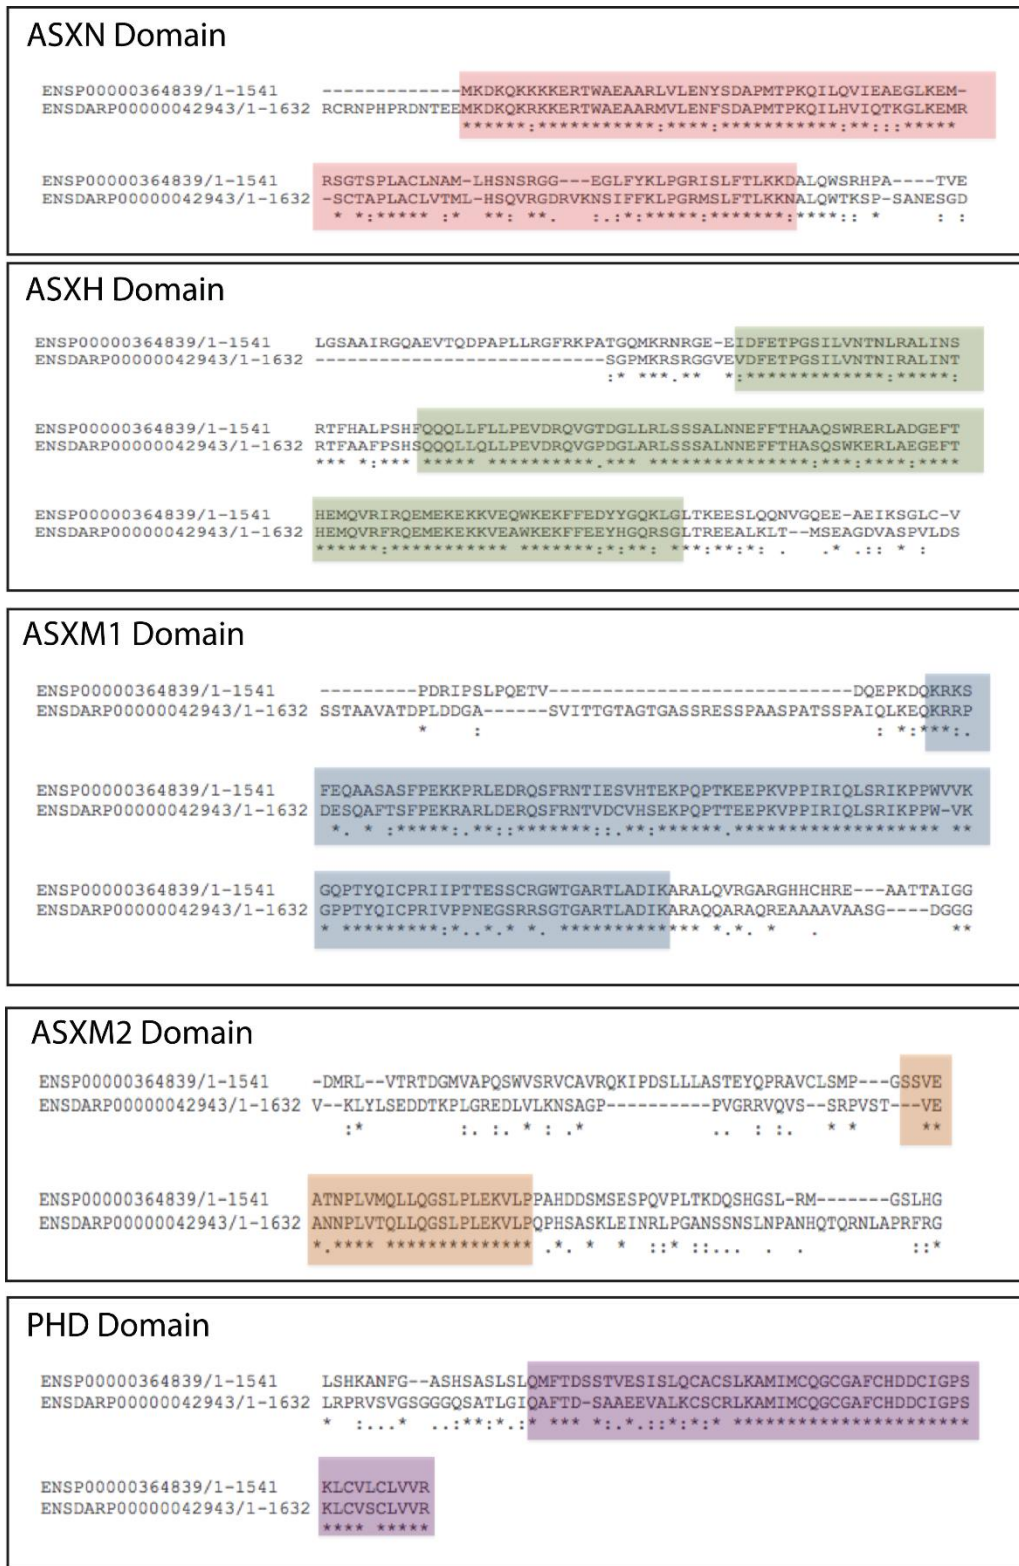 ASXN Domain
ENSP00000364839/1-1541 -------------MKDKQKKKKERTWAEAARLVLENYSDAPMTPKQILQVIEAEGLKEM-
ENSDARP00000042943/1-1632 RCRNPHPRDNTEEMKDKQKRKKERTWAEAARMVLENFSDAPMTPKQILHVIQTKGLKEMR
******:************:****:***********:**:::*****
ENSP00000364839/1-1541 RSGTSPLACLNAM-LHSNSRGG---EGLFYKLPGRISLFTLKKDALQWSRHPA----TVE
ENSDARP00000042943/1-1632 -SCTAPLACLVTML-HSQVRGDRVKNSIFFKLPGRMSLFTLKKNALQWTKSP-SANESGD
* *:***** :* **: **. :.:*:*****:*******:****:: * : :
ASXH Domain
ENSP00000364839/1-1541 LGSAAIRGQAEVTQDPAPLLRGFRKPATGQMKRNRGE-EIDFETPGSILVNTNLRALINS
ENSDARP00000042943/1-1632 ---------------------------SGPMKRSRGGVEVDFETPGSILVNTNIRALINT
:* ***.** *:*************:*****:
ENSP00000364839/1-1541 RTFHALPSHFQQQLLFLLPEVDRQVGTDGLLRLSSSALNNEFFTHAAQSWRERLADGEFT
ENSDARP00000042943/1-1632 RTFAAFPSHSQQQLLQLLPEVDRQVGPDGLARLSSSALNNEFFTHASQSWKERLAEGEFT
*** *:*** ***** **********.*** ***************:***:****:****
ENSP00000364839/1-1541 HEMQVRIRQEMEKEKKVEQWKEKFFEDYYGQKLGLTKEESLQQNVGQEE-AEIKSGLC-V
ENSDARP00000042943/1-1632 HEMQVRFRQEMEKEKKVEAWKEKFFEEYHGQRSGLTREEALKLT--MSEAGDVASPVLDS
******:*********** *******:*:**: ***:**:*: . .* .:: * :
ASXM1 Domain
ENSP00000364839/1-1541 ---------PDRIPSLPQETV----------------------------DQEPKDQKRKS
ENSDARP00000042943/1-1632 SSTAAVATDPLDDGA------SVITTGTAGTGASSRESSPAASPATSSPAIQLKEQKRRP
* : : *:***:.
ENSP00000364839/1-1541 FEQAASASFPEKKPRLEDRQSFRNTIESVHTEKPQPTKEEPKVPPIRIQLSRIKPPWVVK
ENSDARP00000042943/1-1632 DESQAFTSFPEKRARLDERQSFRNTVDCVHSEKPQPTTEEPKVPPIRIQLSRIKPPW-VK
*. * :*****:.**::*******::.**:******.******************* **
ENSP00000364839/1-1541 GQPTYQICPRIIPTTESSCRGWTGARTLADIKARALQVRGARGHHCHRE---AATTAIGG
ENSDARP00000042943/1-1632 GPPTYQICPRIVPPNEGSRRSGTGARTLADIKARAQQARAQREAAAAVAASG----DGGG
* *********:*..*.* *. ************* *.*. * . **
ASXM2 Domain
ENSP00000364839/1-1541 -DMRL--VTRTDGMVAPQSWVSRVCAVRQKIPDSLLLASTEYQPRAVCLSMP---GSSVE
ENSDARP00000042943/1-1632 V--KLYLSEDDTKPLGREDLVLKNSAGP----------PVGRRVQVS--SRPVST---VE
:* :. :. * : .* .. : :. * * **
ENSP00000364839/1-1541 ATNPLVMQLLQGSLPLEKVLPPAHDDSMSESPQVPLTKDQSHGSL-RM-------GSLHG
ENSDARP00000042943/1-1632 ANNPLVTQLLQGSLPLEKVLPQPHSASKLEINRLPGANSSNSLNPANHQTQRNLAPRFRG
*.**** ************** .*. * * ::* ::... . . ::*
PHD Domain
ENSP00000364839/1-1541 LSHKANFG--ASHSASLSLQMFTDSSTVESISLQCACSLKAMIMCQGCGAFCHDDCIGPS
ENSDARP00000042943/1-1632 LRPRVSVGSGGGQSATLGIQAFTD-SAAEEVALKCSCRLKAMIMCQGCGAFCHDDCIGPS
* :...* ..:**:*.:* *** *:.*.::*:*:* **********************
ENSP00000364839/1-1541 KLCVLCLVVR
ENSDARP00000042943/1-1632 KLCVSCLVVR
**** *****